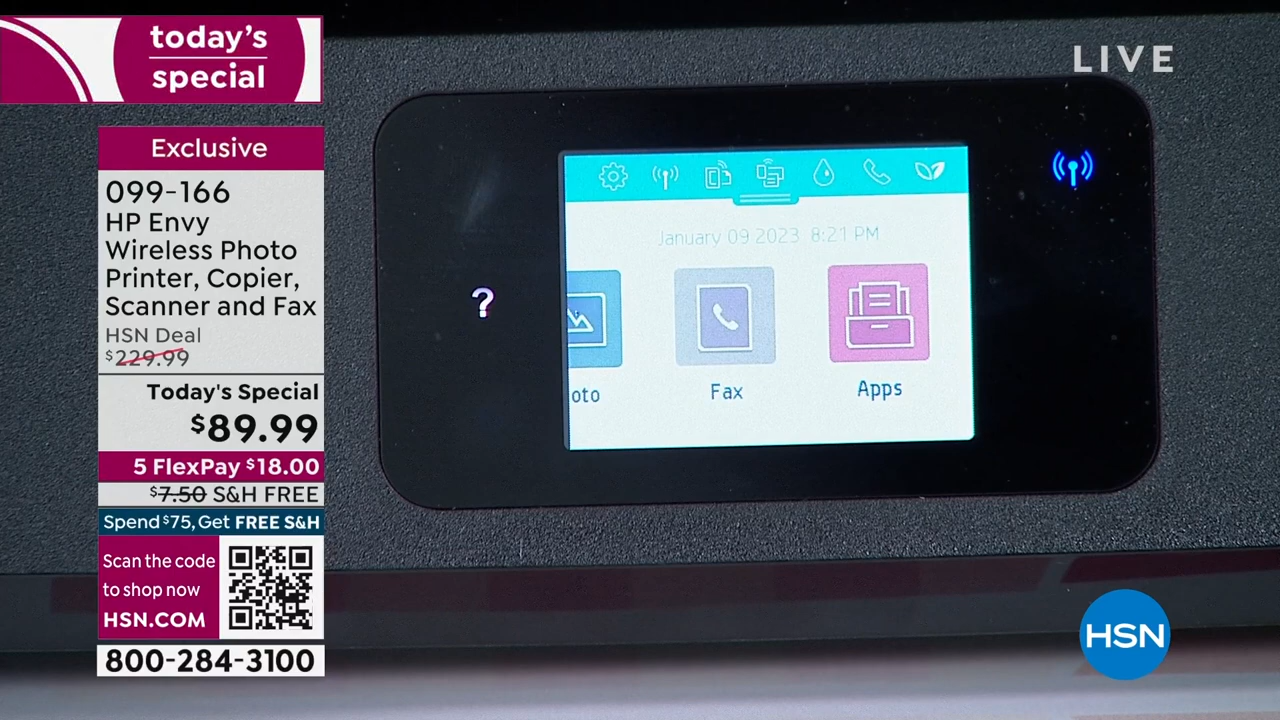 today's
special
LIVE
Exclusive
099-166
HP Envy
Wireless Photo
Printer, Copier,
Scanner and Fax
HSN Deal
$229.99
Today's Special
$89.99
5 FlexPay $18.00
$7.50 S&H FREE
Spend $75, Get FREE S&H
Scan the code
to shop now
HSN.COM
800-284-3100
January 09 2023 8:21 PM
?
oto
Fax
Apps
HSN